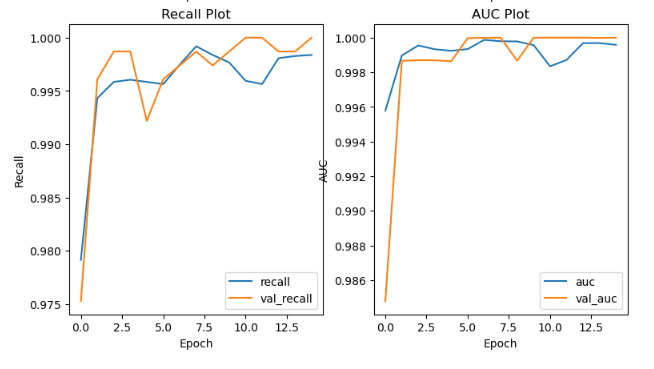 Recall Plot
1.000
0.995
0.990
0.985
0.980
0.975
Recall
0.0 2.5 5.0 7.5 10.0 12.5
Epoch
recall
val_recall
AUC Plot
1.000
0.998
0.996
0.994
0.992
0.990
0.988
0.986
AUC
0.0 2.5 5.0 7.5 10.0 12.5
Epoch
auc
val_auc